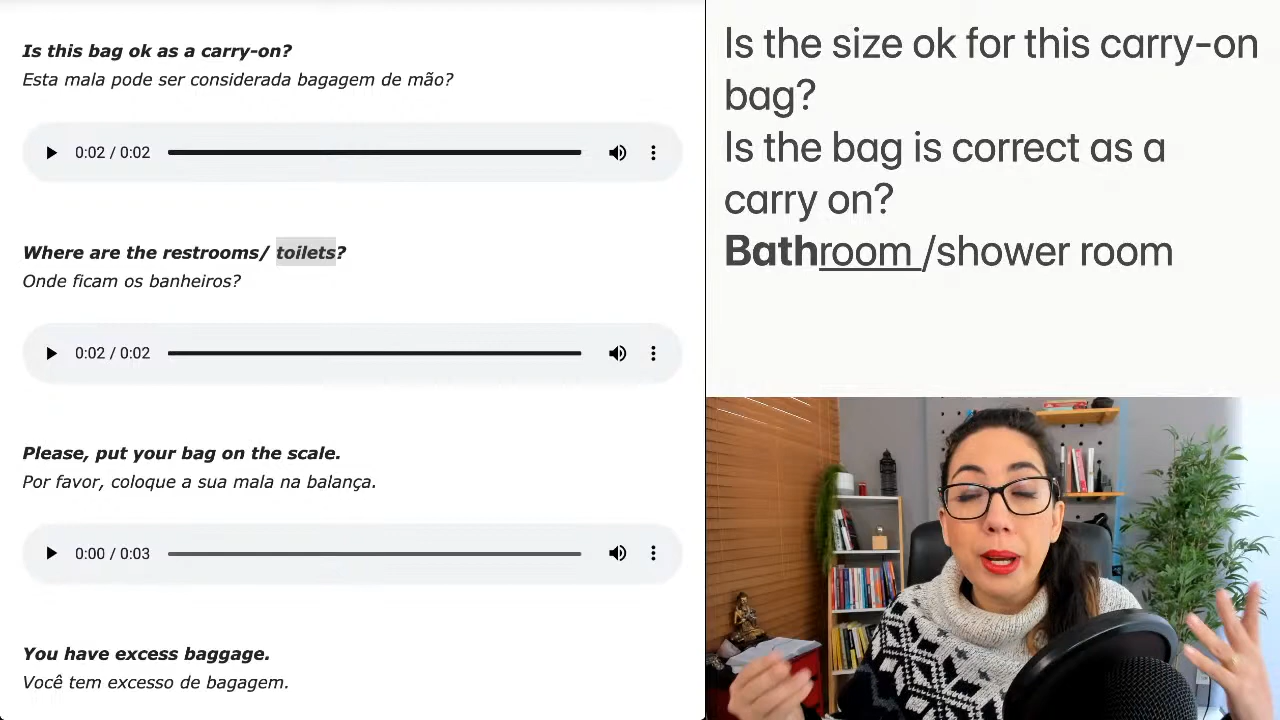 Is this bag ok as a carry-on?
Esta mala pode ser considerada bagagem de mão?
0:02 / 0:02
Where are the restrooms/ toilets?
Onde ficam os banheiros?
0:02 / 0:02
Please, put your bag on the scale.
Por favor, coloque a sua mala na balança.
0:00 / 0:03
You have excess baggage.
Você tem excesso de bagagem.
Is the size ok for this carry-on
bag?
Is the bag is correct as a
carry on?
Bathroom /shower room